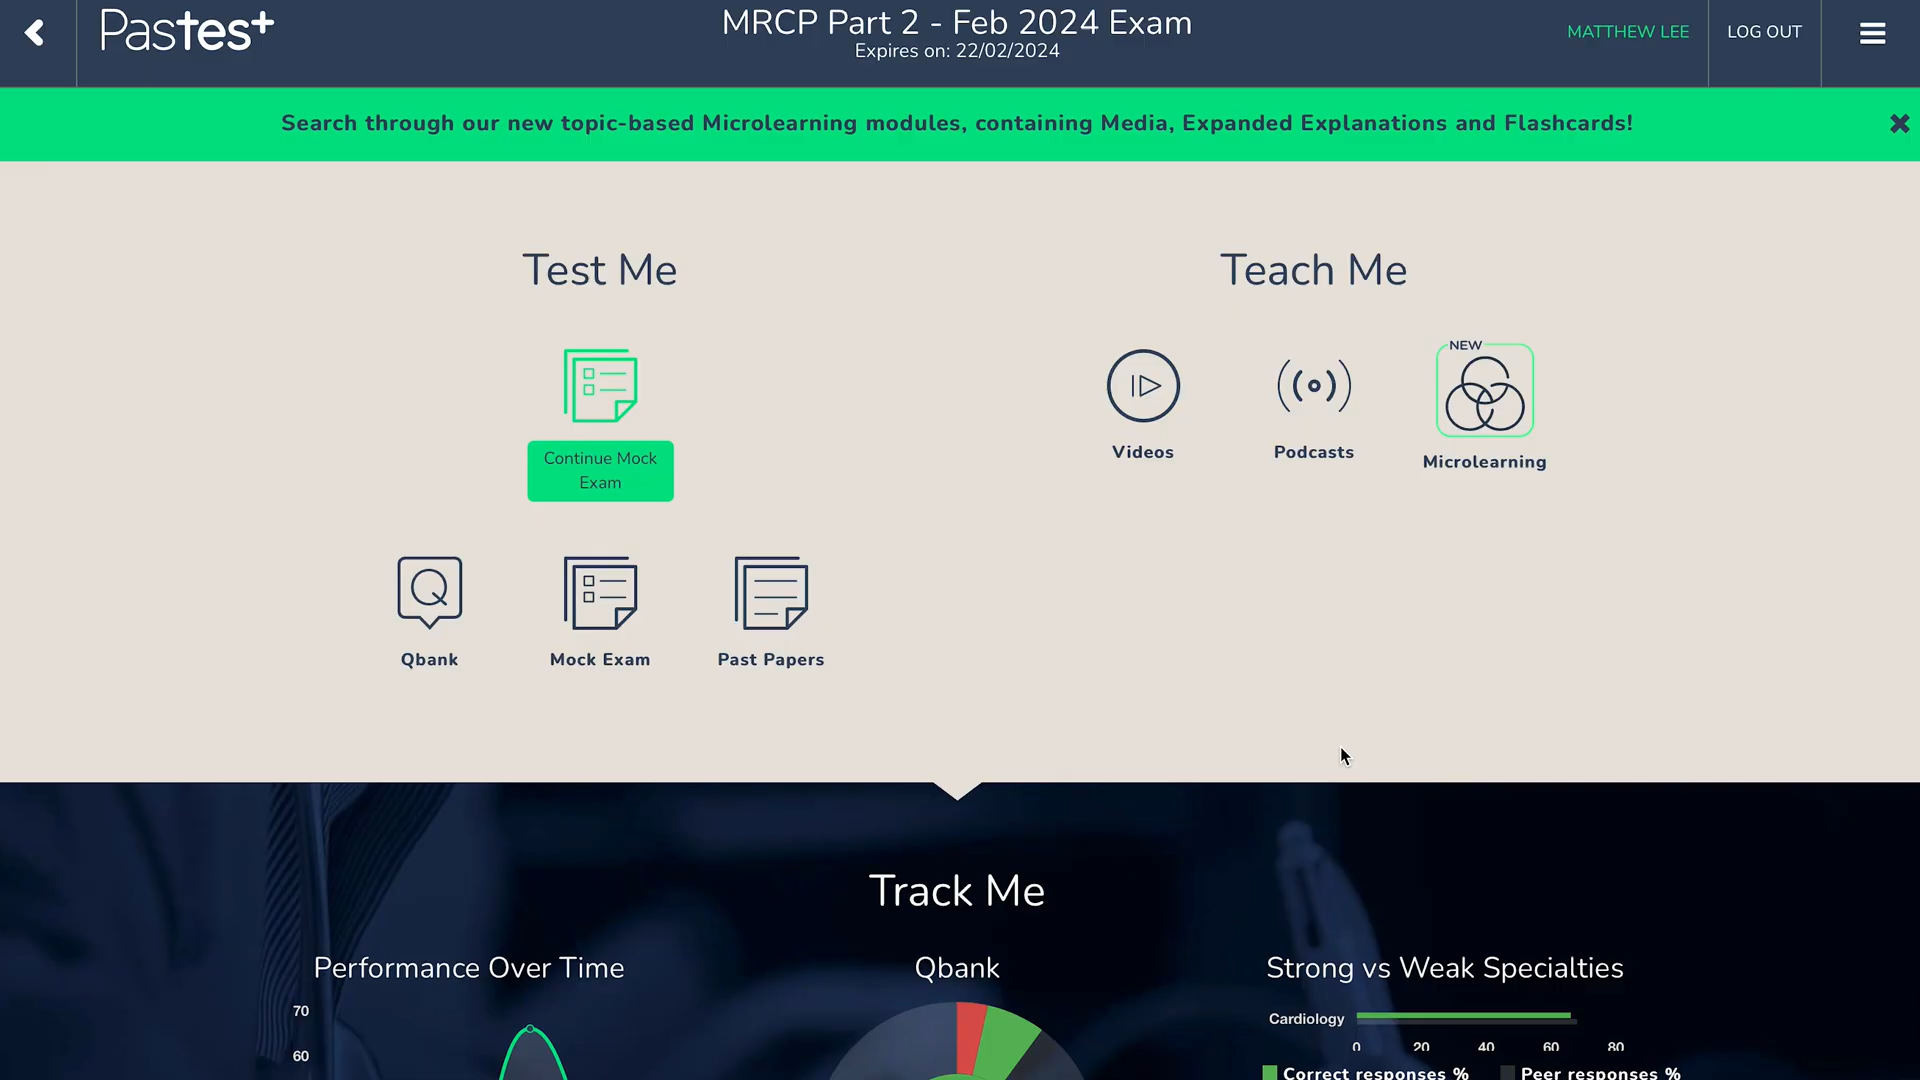 Pastest
MRCP Part 2 - Feb 2024 Exam
Expires on: 22/02/2024
MATTHEW LEE
LOG OUT
Search through our new topic-based Microlearning modules, containing Media, Expanded Explanations and Flashcards!
Test Me
Continue Mock
Exam
Qbank
Mock Exam
Past Papers
Teach Me
Videos
Podcasts
NEW
Microlearning
Track Me
Performance Over Time
70
60
Qbank
Strong vs Weak Specialties
Cardiology
0 20 40 60 80
Correct responses % Peer responses %